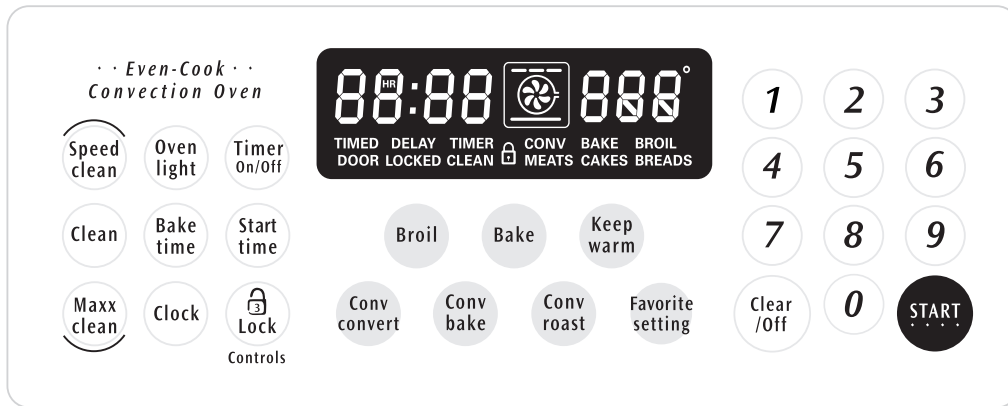 · · Even-Cook · ·
Convection Oven
Speed
clean
Oven
light
Timer
On/Off
Clean
Bake
time
Start
time
Maxx
clean
Clock
3
Lock
Controls
88:88 888°
HR
TIMED DELAY TIMER CONV BAKE BROIL
DOOR LOCKED CLEAN MEATS CAKES BREADS
Broil
Bake
Keep
warm
Conv
convert
Conv
bake
Conv
roast
Favorite
setting
1 2 3
4 5 6
7 8 9
Clear
/Off
0
START